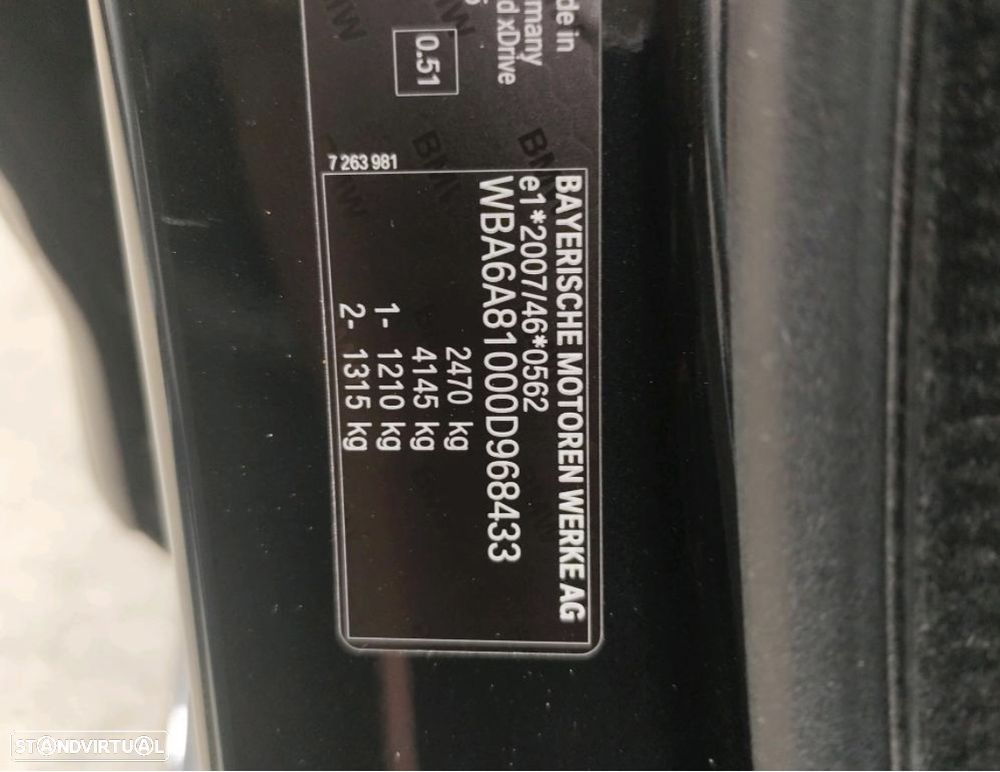 de in
many
d xDrive
0.51
7 263 981
BAYERISCHE MOTOREN WERKE AG
e1*2007/46*0562
WBA6A81000D968433
2470 kg
4145 kg
1- 1210 kg
2- 1315 kg
STANDVIRTUAL